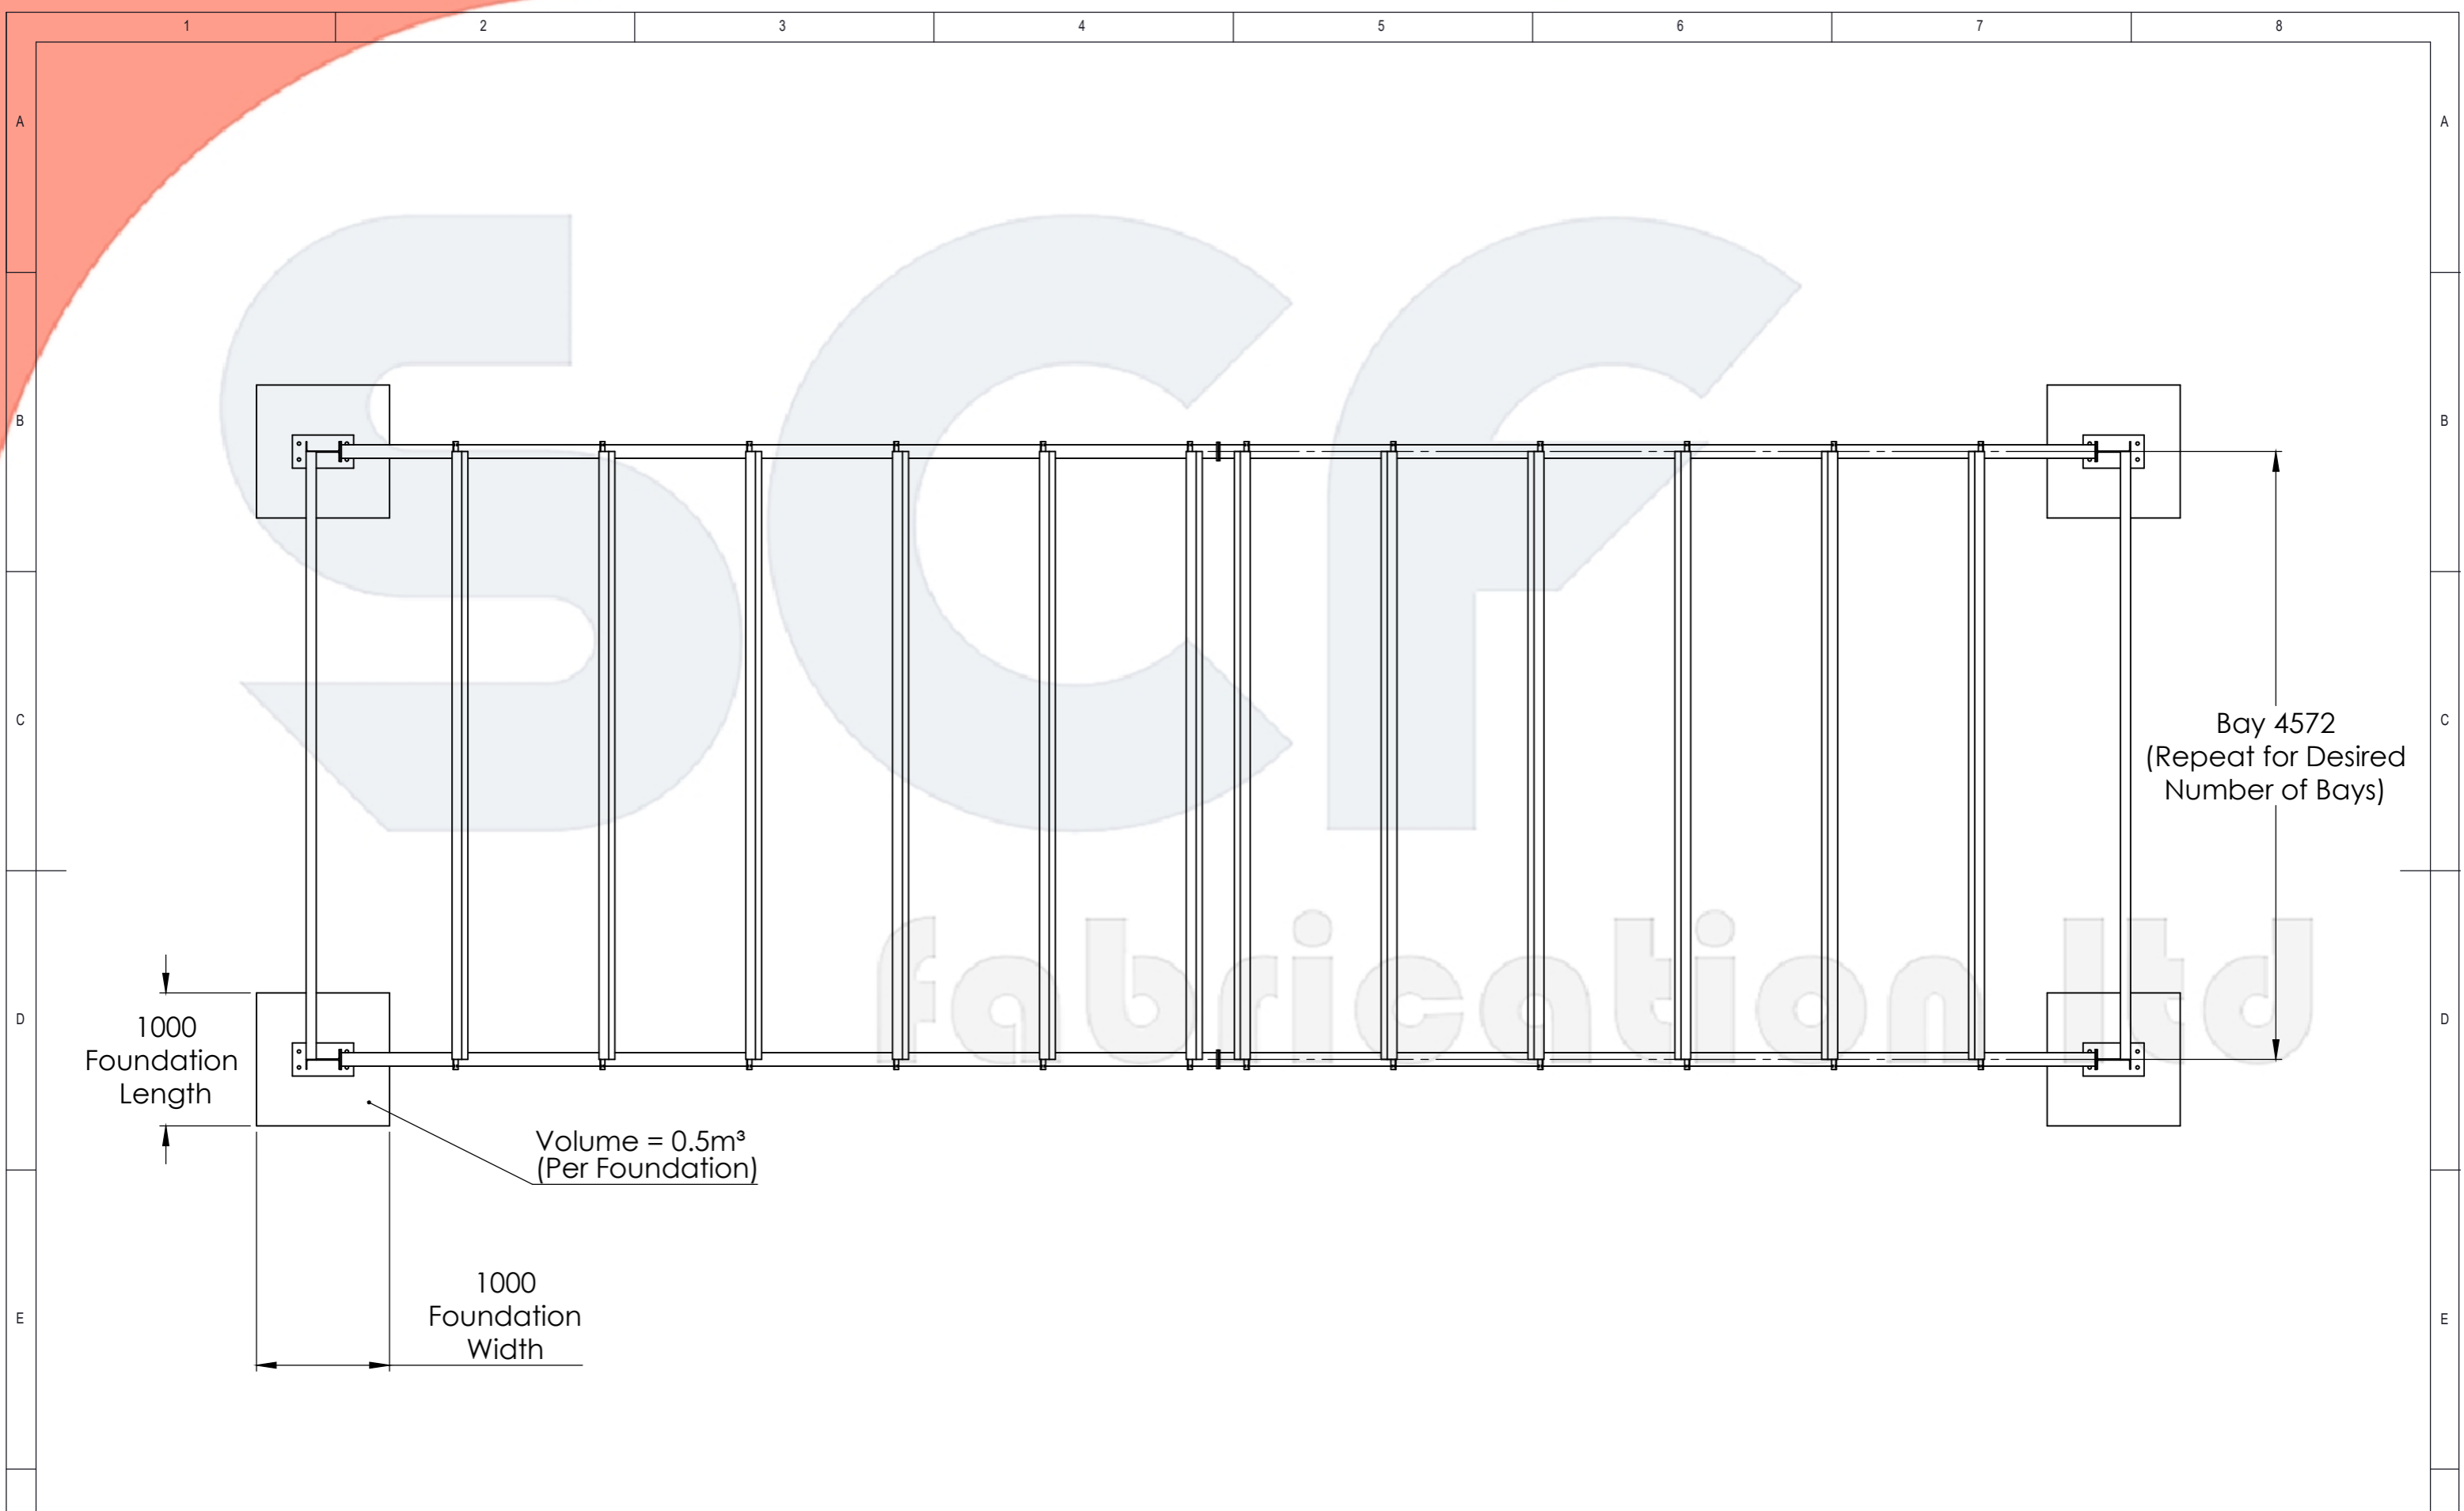 1 2 3 4 5 6 7 8
A A
B B
SCF
Bay 4572
(Repeat for Desired
Number of Bays)
C C
fabrication ltd
D D
1000
Foundation
Length
Volume = 0.5m³
(Per Foundation)
1000
Foundation
Width
E E